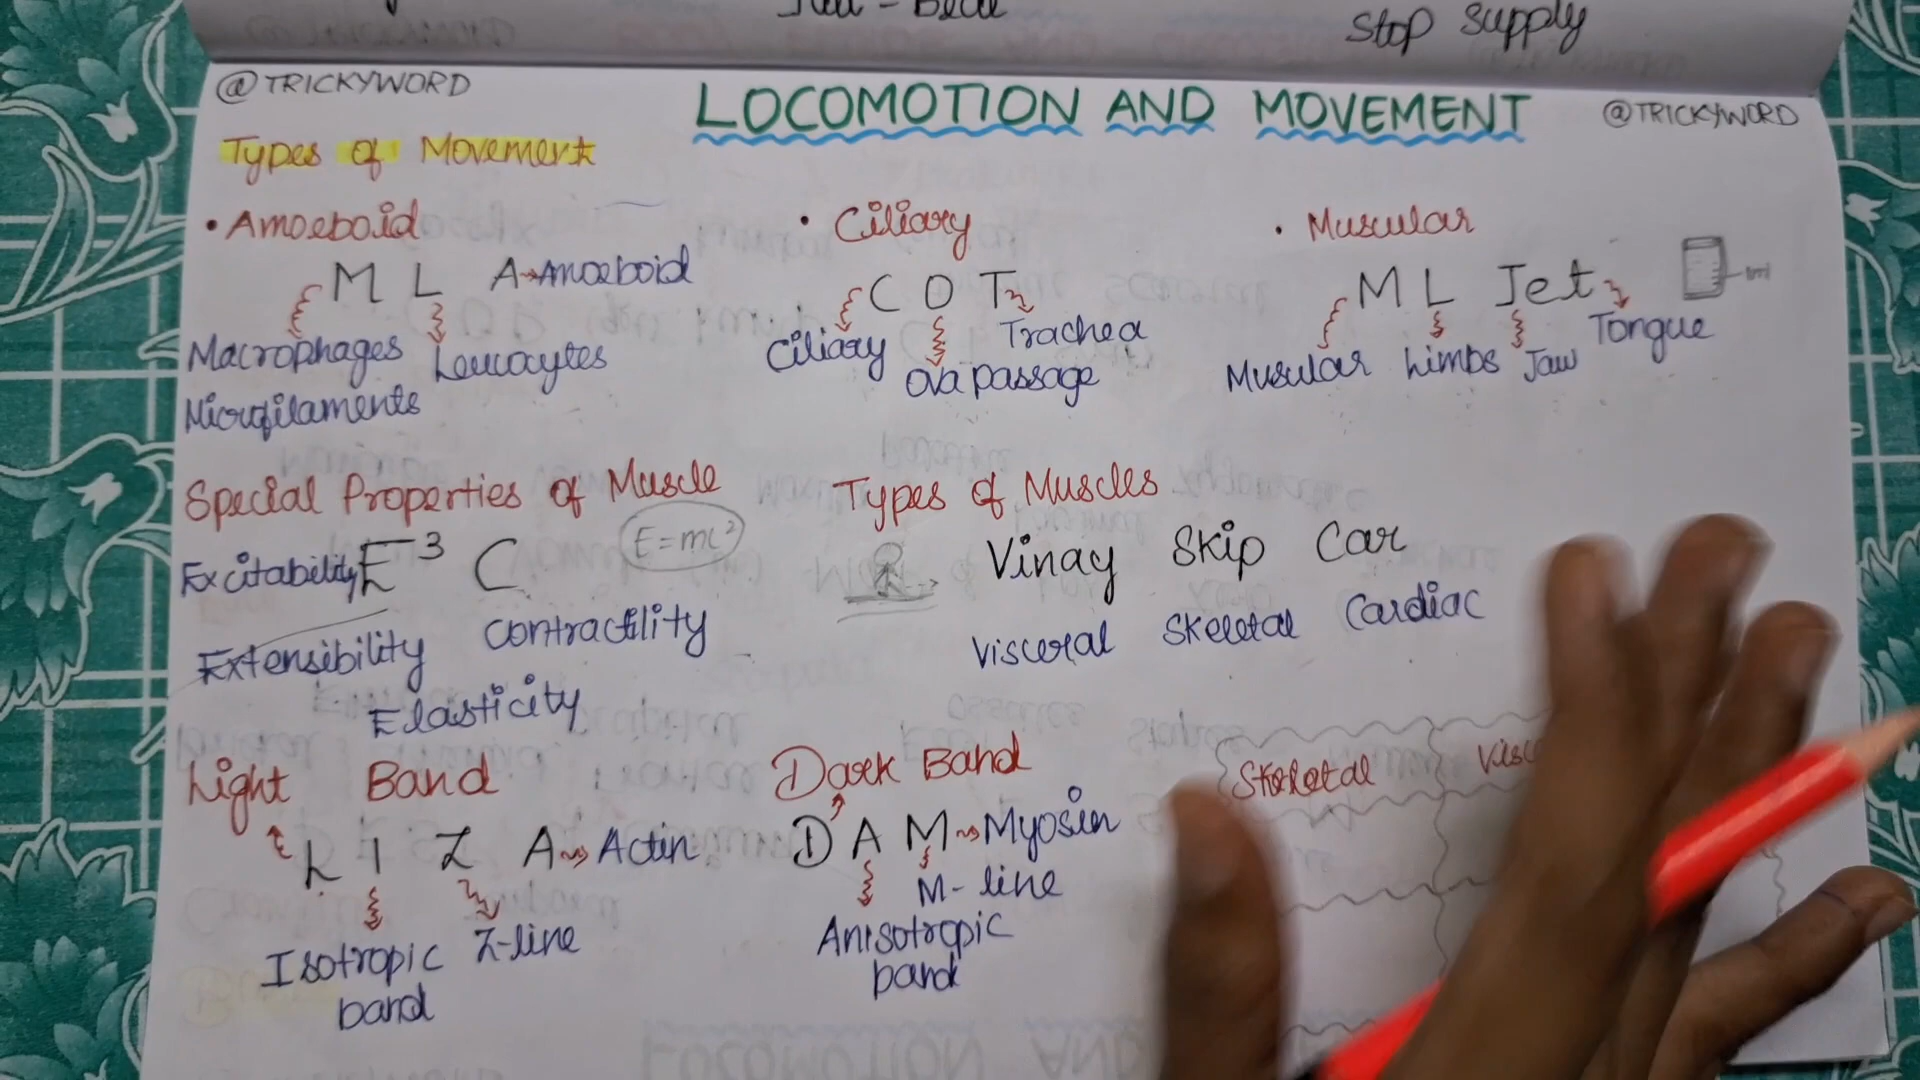 Stop Supply
@TRICKYWORD
LOCOMOTION AND MOVEMENT
@TRICKYWORD
Types of Movement
• Amoeboid
M L A→Amoeboid
Macrophages Leucocytes
Microfilaments
• Ciliary
C O T
Ciliary Ova passage Trachea
• Muscular
M L Jet
1ml
Muscular Limbs Jaw Tongue
Special Properties of Muscle
E³ C
E=mc²
Excitability
Extensibility Contractility
Elasticity
Types of Muscles
Vinay Skip Car
Visceral Skeletal Cardiac
Light Band
L I Z A→Actin
Isotropic Z-line
band
Dark Band
D A M→Myosin
M-line
Anisotropic
band
Skeletal